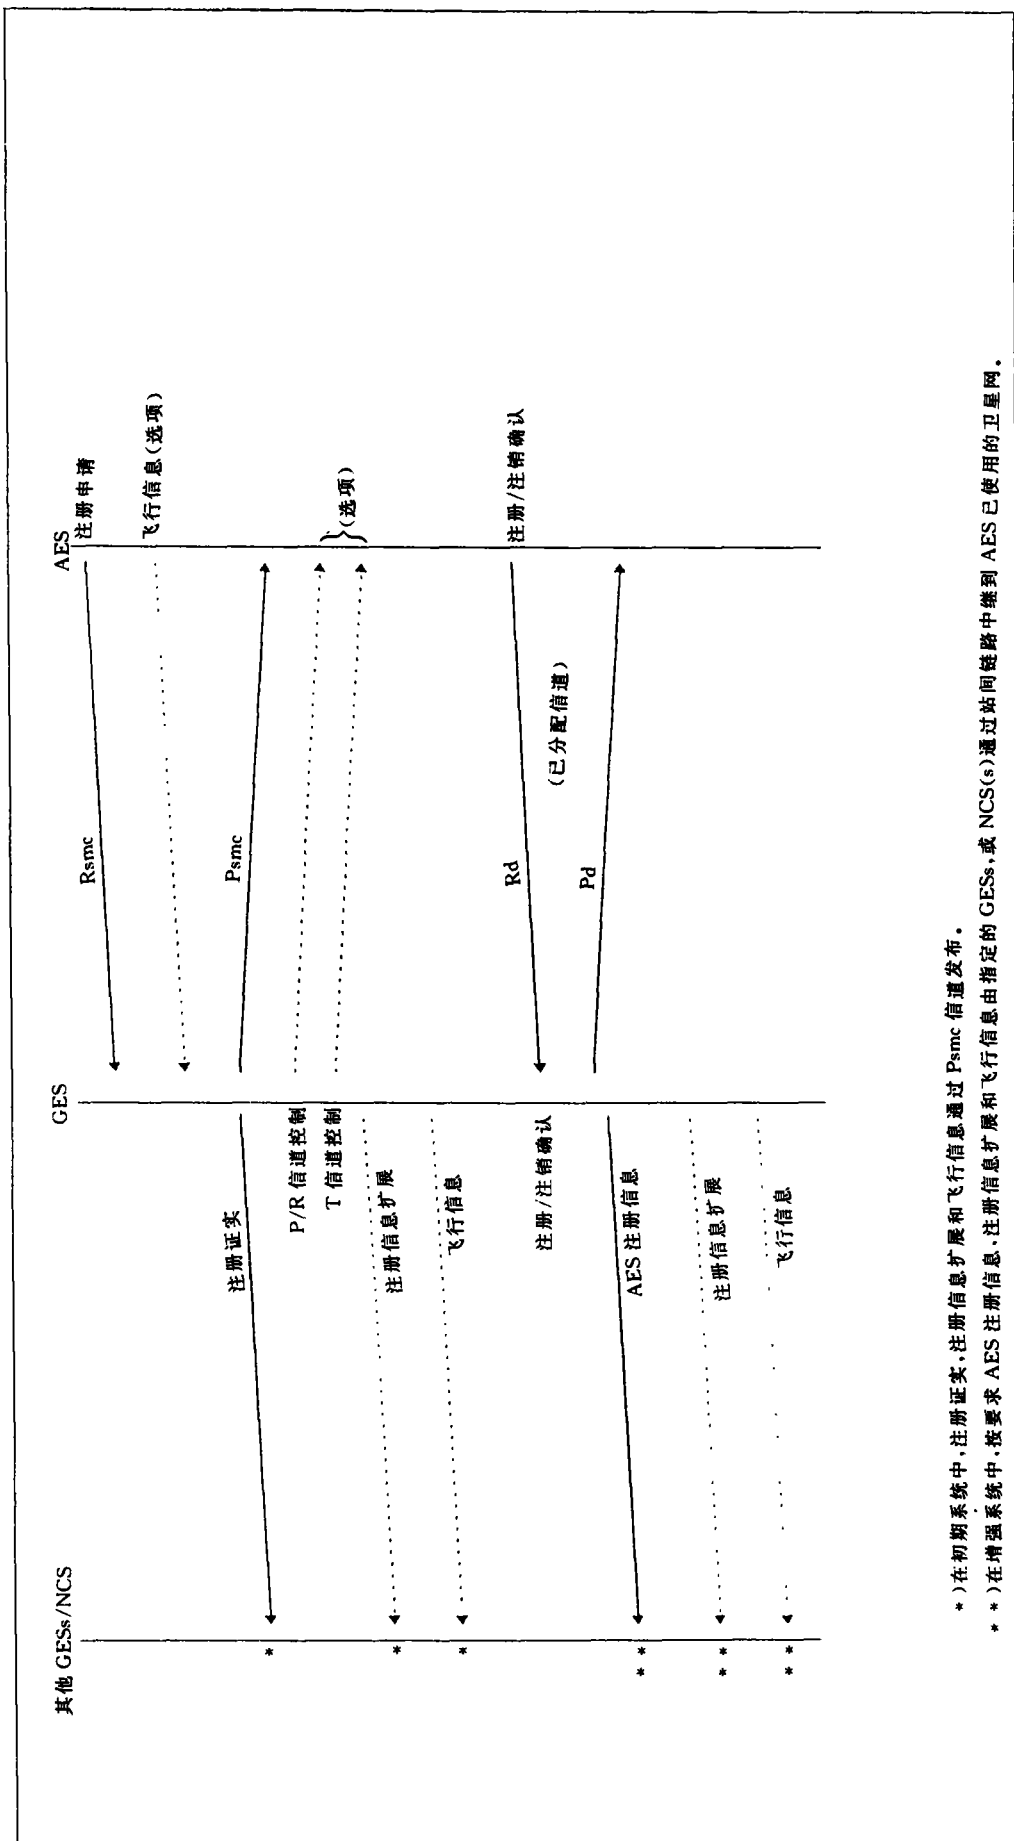 其他 GESs/NCS
GES
AES
注册申请
Rsmc
飞行信息(选项)
Psmc
注册证实
*
P/R 信道控制
T 信道控制
(选项)
注册信息扩展
*
飞行信息
*
注册/注销确认
Rd
(已分配信道)
注册/注销确认
Pd
AES 注册信息
* *
注册信息扩展
* *
飞行信息
* *
*)在初期系统中,注册证实,注册信息扩展和飞行信息通过 Psmc 信道发布。
* *)在增强系统中,按要求 AES 注册信息、注册信息扩展和飞行信息由指定的 GESs,或 NCS(s)通过站间链路中继到 AES 已使用的卫星网。